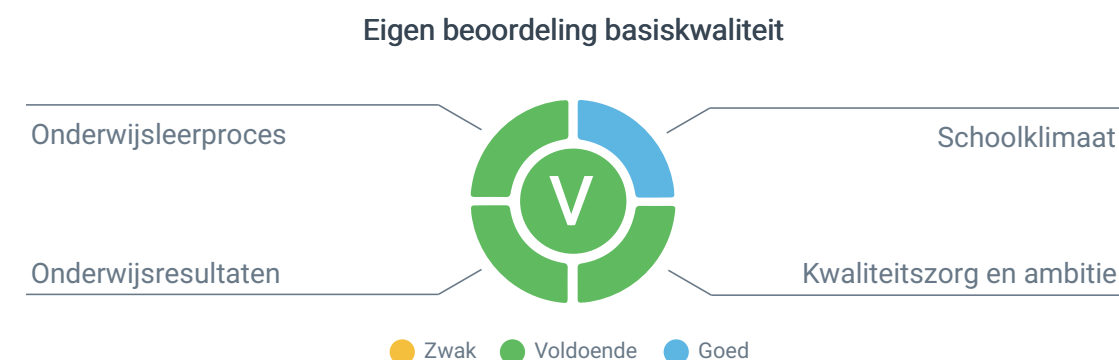 Eigen beoordeling basiskwaliteit
Onderwijsleerproces
Schoolklimaat
V
Onderwijsresultaten
Kwaliteitszorg en ambitie
Zwak
Voldoende
Goed